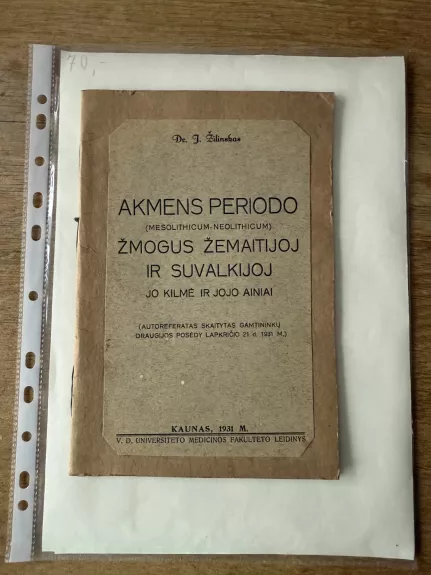 70,-
Dr. J. Žilinskas
AKMENS PERIODO
(MESOLITHICUM-NEOLITHICUM)
ŽMOGUS ŽEMAITIJOJ
IR SUVALKIJOJ
JO KILMĖ IR JOJO AINIAI
(AUTOREFERATAS SKAITYTAS GAMTININKŲ
DRAUGIJOS POSĖDY LAPKRIČIO 21 d. 1931 M.)
KAUNAS, 1931 M.
V. D. UNIVERSITETO MEDICINOS FAKULTETO LEIDINYS